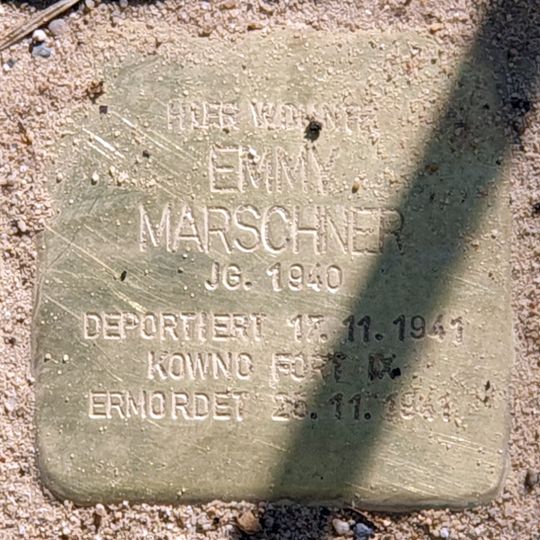 HIER WOHNTE
EMMY
MARSCHNER
JG. 1940
DEPORTIERT 17.11.1941
KOWNO FORT IX
ERMORDET 25.11.1941